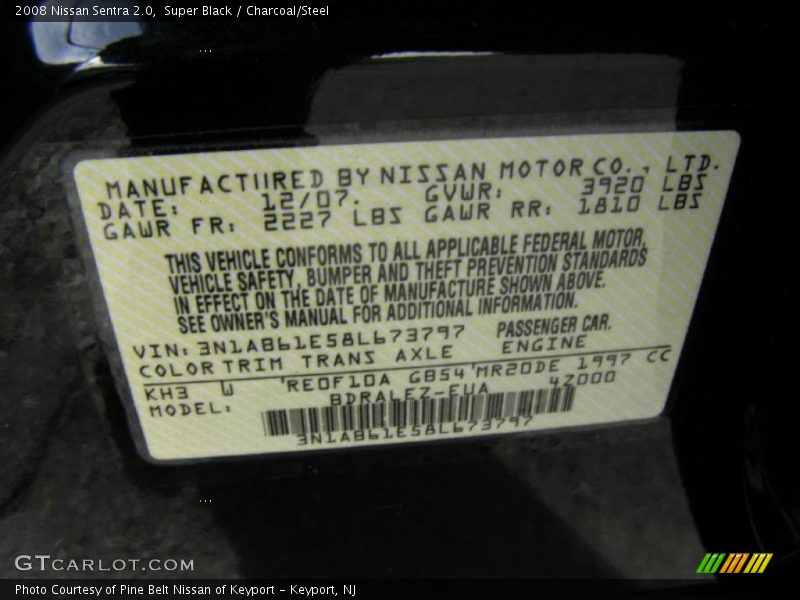 2008 Nissan Sentra 2.0,  Super Black / Charcoal/Steel
MANUFACTURED BY NISSAN MOTOR CO., LTD.
DATE: 12/07. GVWR: 3920 LBS
GAWR FR: 2227 LBS GAWR RR: 1810 LBS
THIS VEHICLE CONFORMS TO ALL APPLICABLE FEDERAL MOTOR,
VEHICLE SAFETY, BUMPER AND THEFT PREVENTION STANDARDS
IN EFFECT ON THE DATE OF MANUFACTURE SHOWN ABOVE.
SEE OWNER'S MANUAL FOR ADDITIONAL INFORMATION.
VIN: 3N1AB61E58L673797 PASSENGER CAR.
COLOR TRIM TRANS AXLE ENGINE
KH3 W RE0F10A GB54 MR20DE 1997 CC
MODEL: BDRALEZ-EUA 4Z000
3N1AB61E58L673797
GTCARLOT.COM
Photo Courtesy of Pine Belt Nissan of Keyport – Keyport, NJ